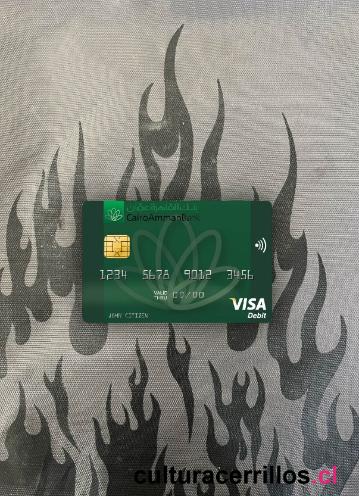 CairoAmmanBank
1234 5678 9012 3456
VALID THRU 00/00
JOHN CITIZEN
VISA
Debit
culturacerrillos.cl